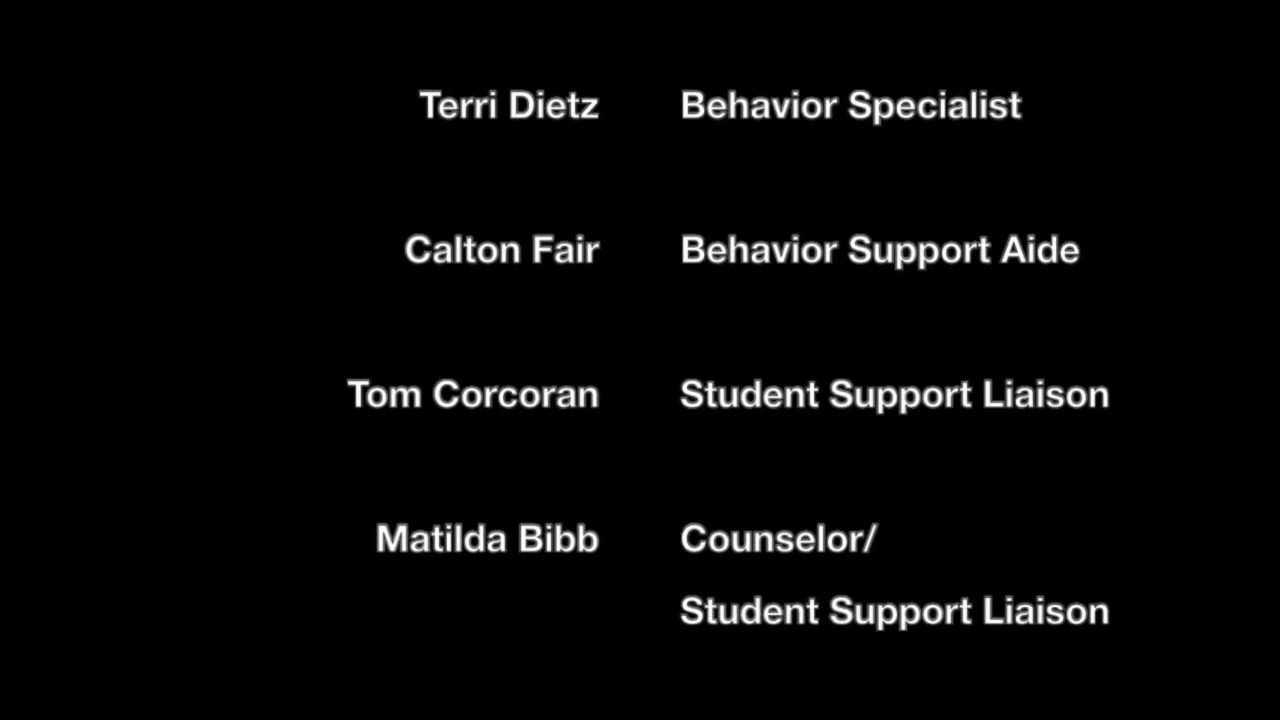 Terri Dietz Behavior Specialist
Calton Fair Behavior Support Aide
Tom Corcoran Student Support Liaison
Matilda Bibb Counselor/
Student Support Liaison